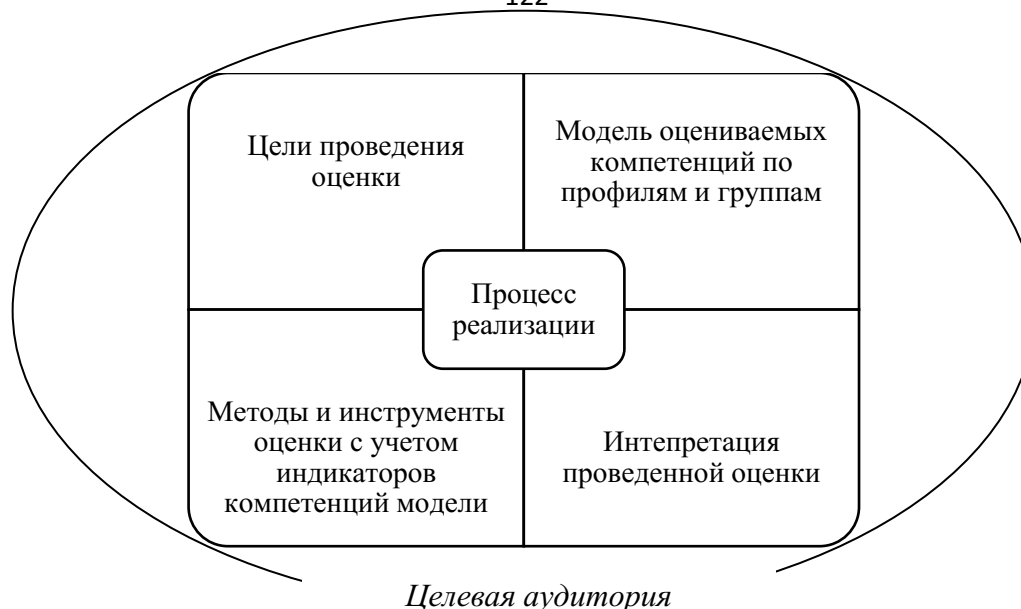 122
Цели проведения
оценки
Модель оцениваемых
компетенций по
профилям и группам
Процесс
реализации
Методы и инструменты
оценки с учетом
индикаторов
компетенций модели
Интепретация
проведенной оценки
Целевая аудитория